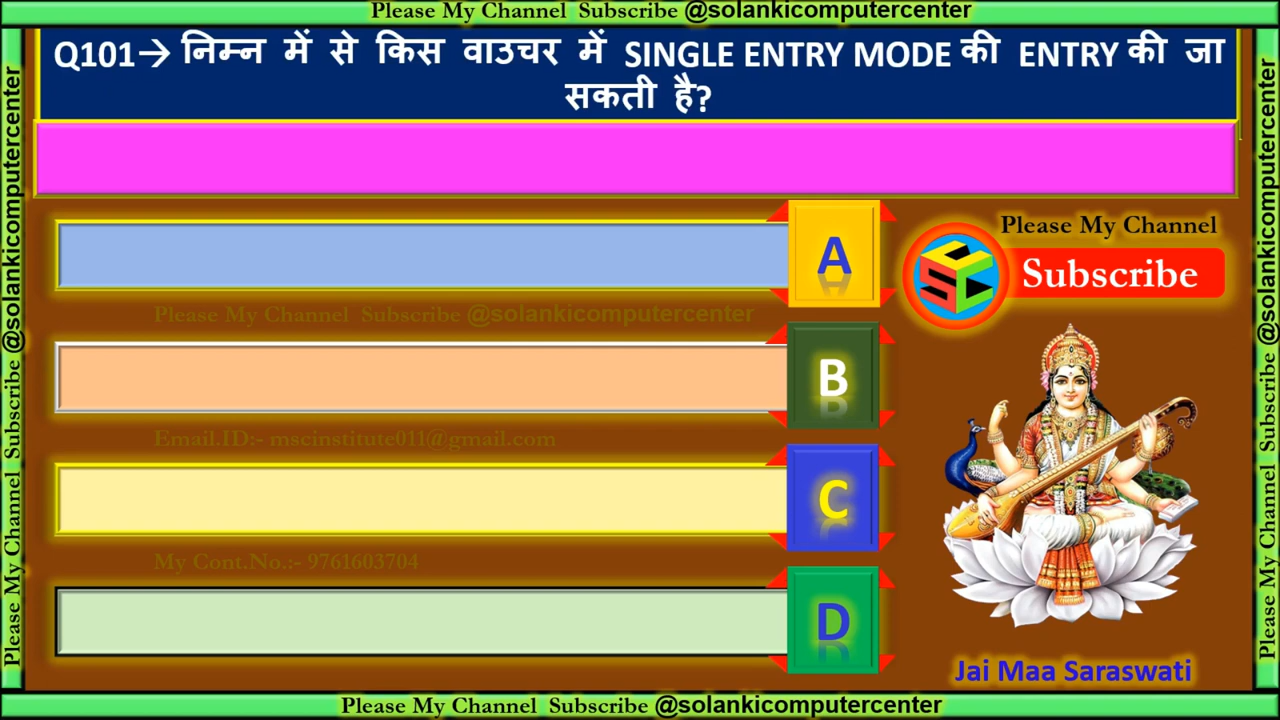 Please My Channel Subscribe @solankicomputercenter
Q101→ निम्न में से किस वाउचर में SINGLE ENTRY MODE की ENTRY की जा
सकती है?
A
Please My Channel
Subscribe
Please My Channel Subscribe @solankicomputercenter
B
Email.ID:- mscinstitute011@gmail.com
C
My Cont.No.:- 9761603704
D
Jai Maa Saraswati
Please My Channel Subscribe @solankicomputercenter
Please My Channel Subscribe @solankicomputercenter
Please My Channel Subscribe @solankicomputercenter